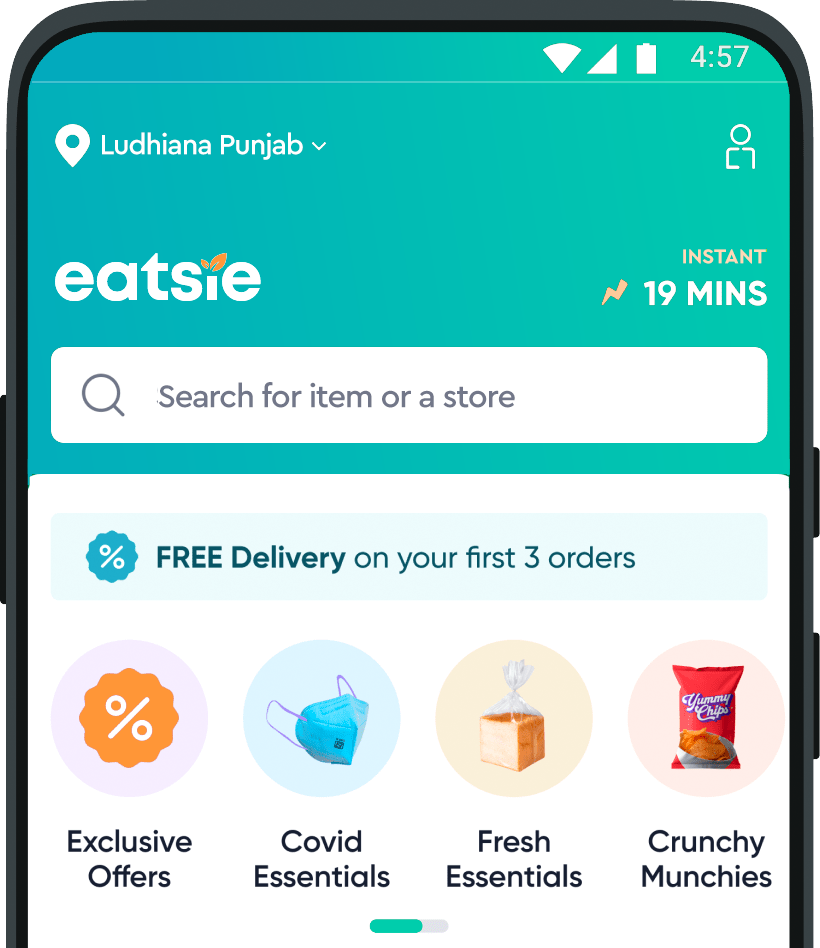 4:57
Ludhiana Punjab
eatsie
INSTANT
19 MINS
Search for item or a store
% FREE Delivery on your first 3 orders
%
Yummy
Chips
Exclusive
Offers
Covid
Essentials
Fresh
Essentials
Crunchy
Munchies